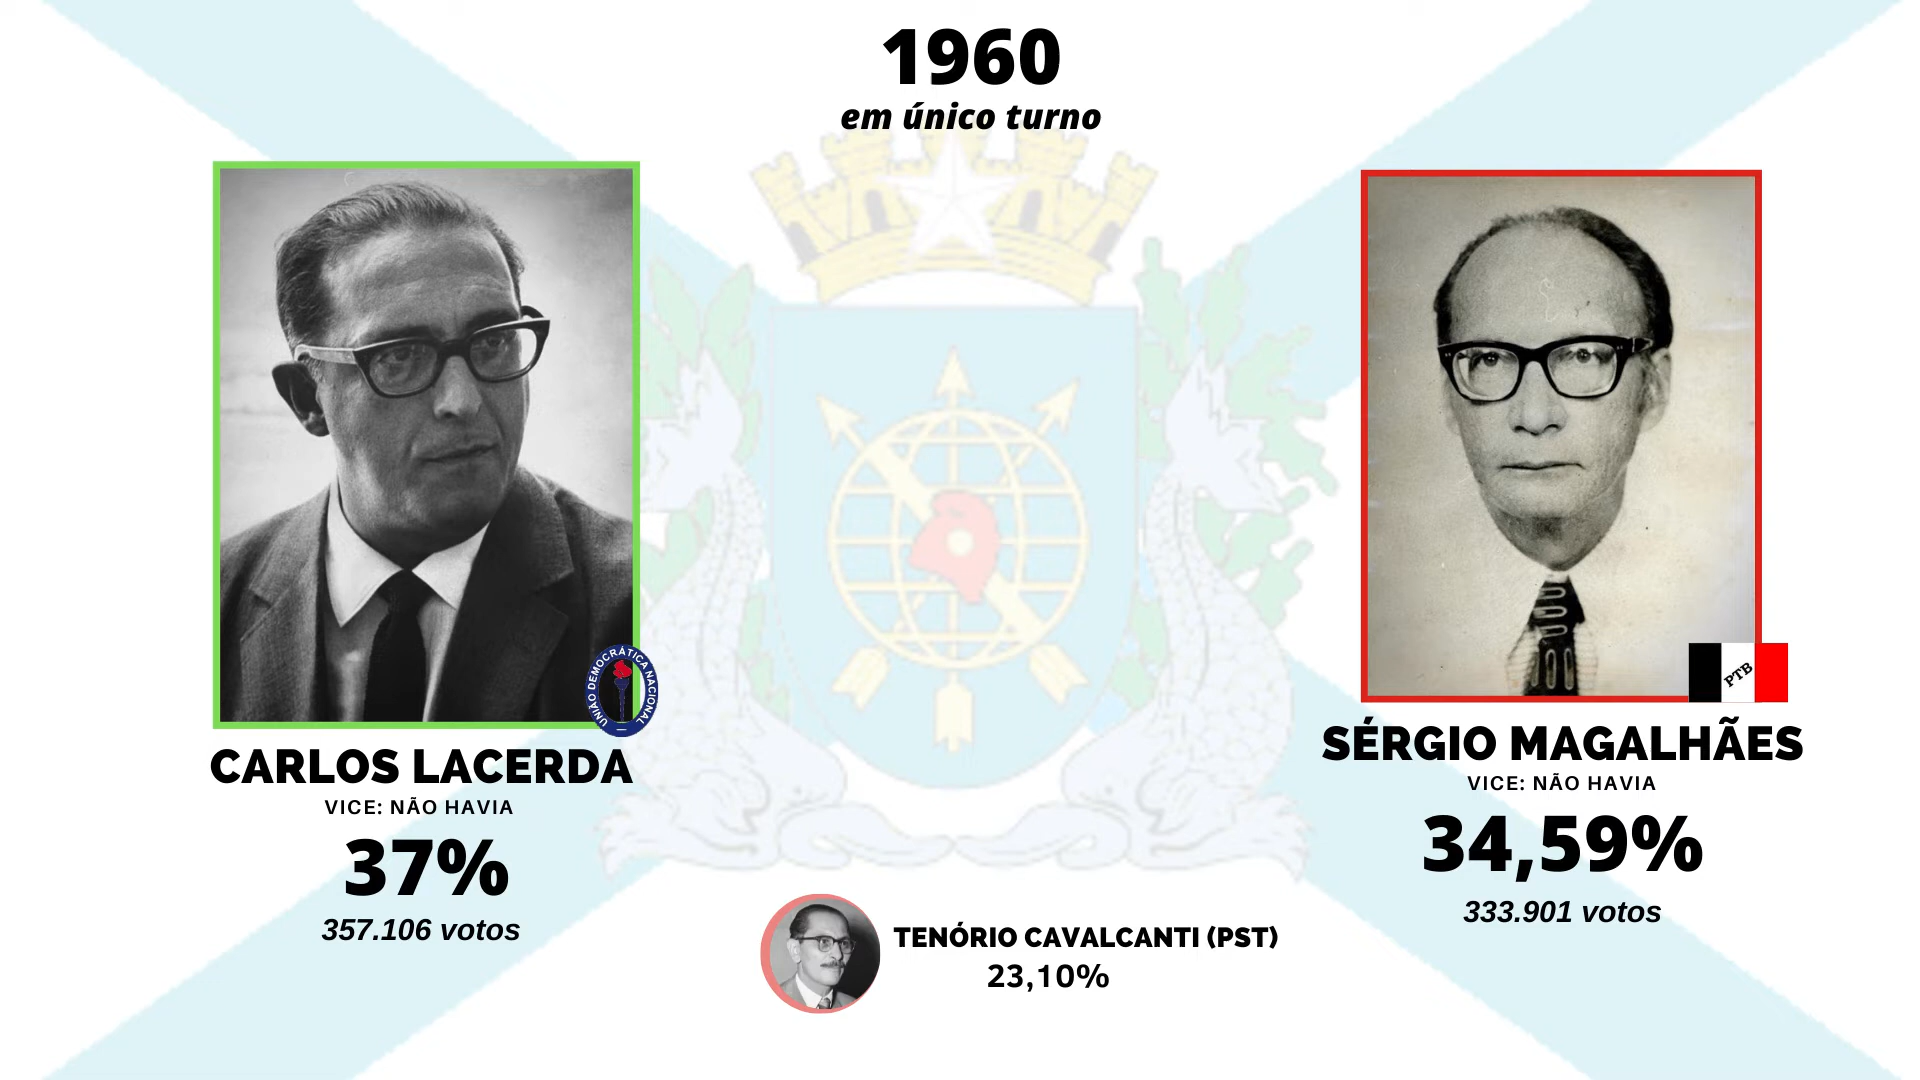 1960
em único turno
UNIÃO DEMOCRÁTICA NACIONAL
CARLOS LACERDA
VICE: NÃO HAVIA
37%
357.106 votos
PTB
SÉRGIO MAGALHÃES
VICE: NÃO HAVIA
34,59%
333.901 votos
TENÓRIO CAVALCANTI (PST)
23,10%